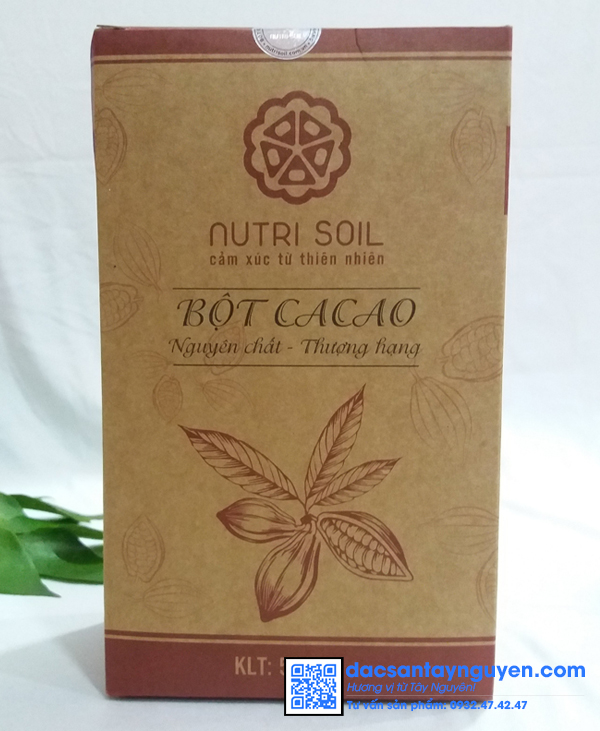 NUTRI SOIL
cảm xúc từ thiên nhiên
BỘT CACAO
Nguyên chất - Thượng hạng
KLT: 5
dacsantaynguyen.com
Hương vị từ Tây Nguyên!
Tư vấn sản phẩm: 0932.47.42.47